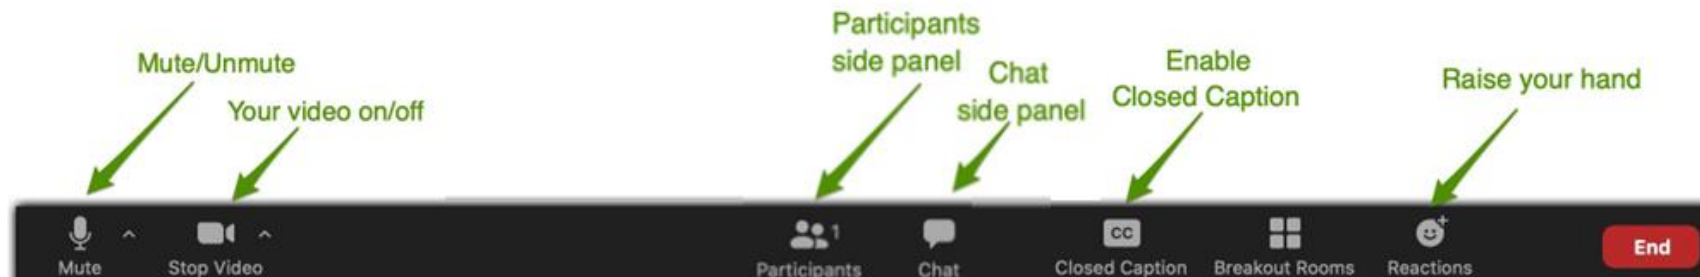 Participants
side panel
Mute/Unmute
Chat
side panel
Enable
Closed Caption
Raise your hand
Your video on/off
1
CC
Mute
Stop Video
Participants
Chat
Closed Caption
Breakout Rooms
Reactions
End